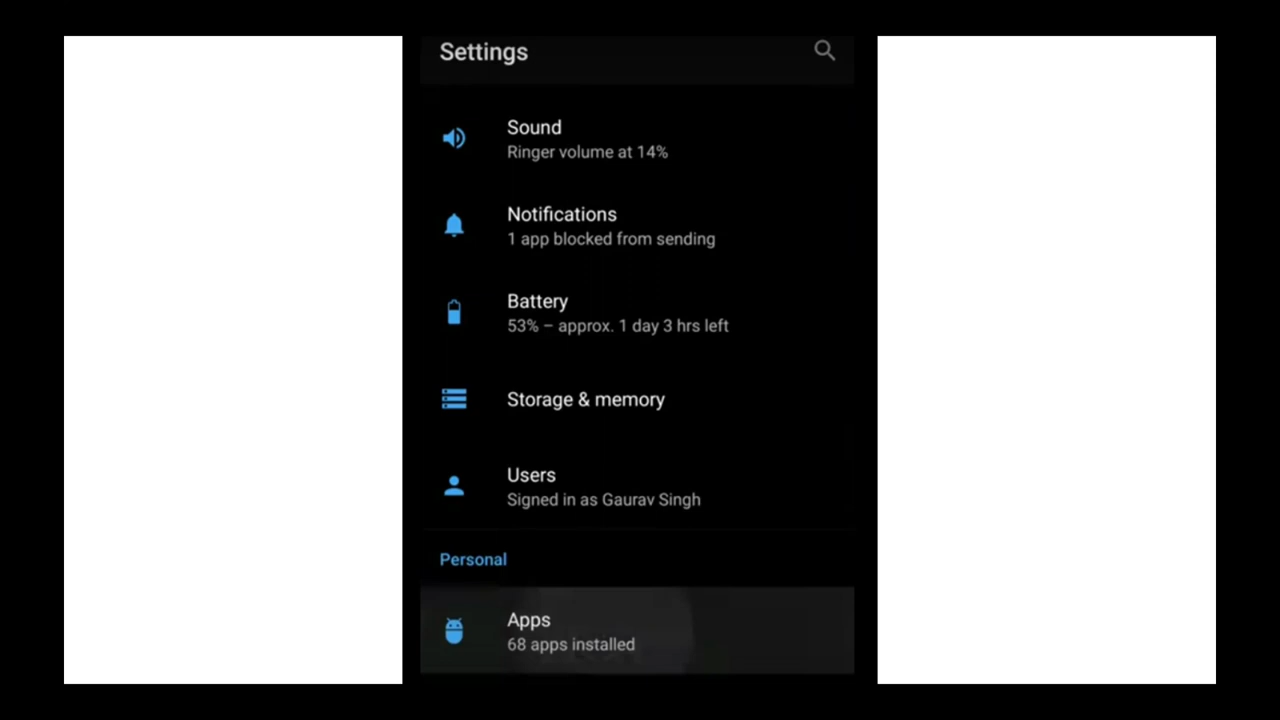 Settings
Sound
Ringer volume at 14%
Notifications
1 app blocked from sending
Battery
53% – approx. 1 day 3 hrs left
Storage & memory
Users
Signed in as Gaurav Singh
Personal
Apps
68 apps installed